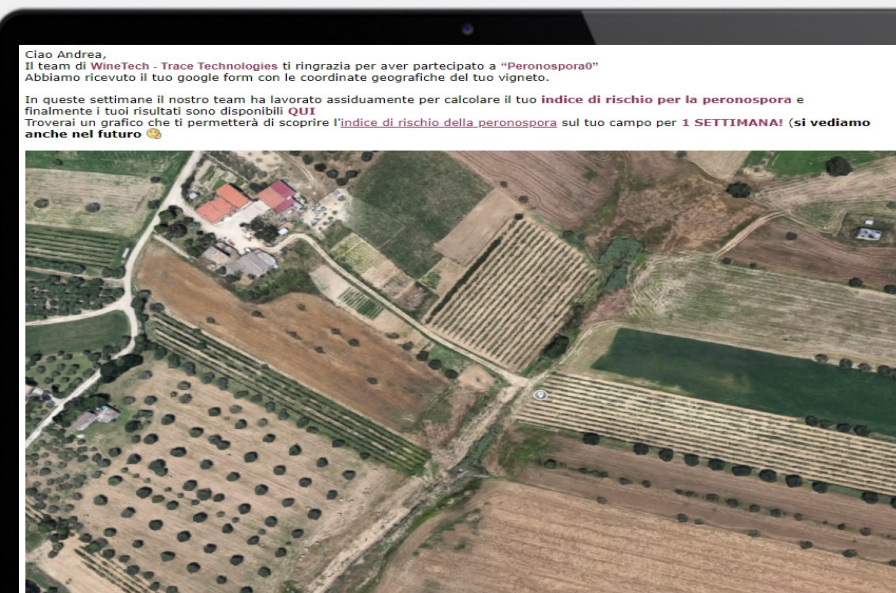 Ciao Andrea,
Il team di WineTech - Trace Technologies ti ringrazia per aver partecipato a “Peronospora0”
Abbiamo ricevuto il tuo google form con le coordinate geografiche del tuo vigneto.
In queste settimane il nostro team ha lavorato assiduamente per calcolare il tuo indice di rischio per la peronospora e
finalmente i tuoi risultati sono disponibili QUI
Troverai un grafico che ti permetterà di scoprire l'indice di rischio della peronospora sul tuo campo per 1 SETTIMANA! (si vediamo
anche nel futuro